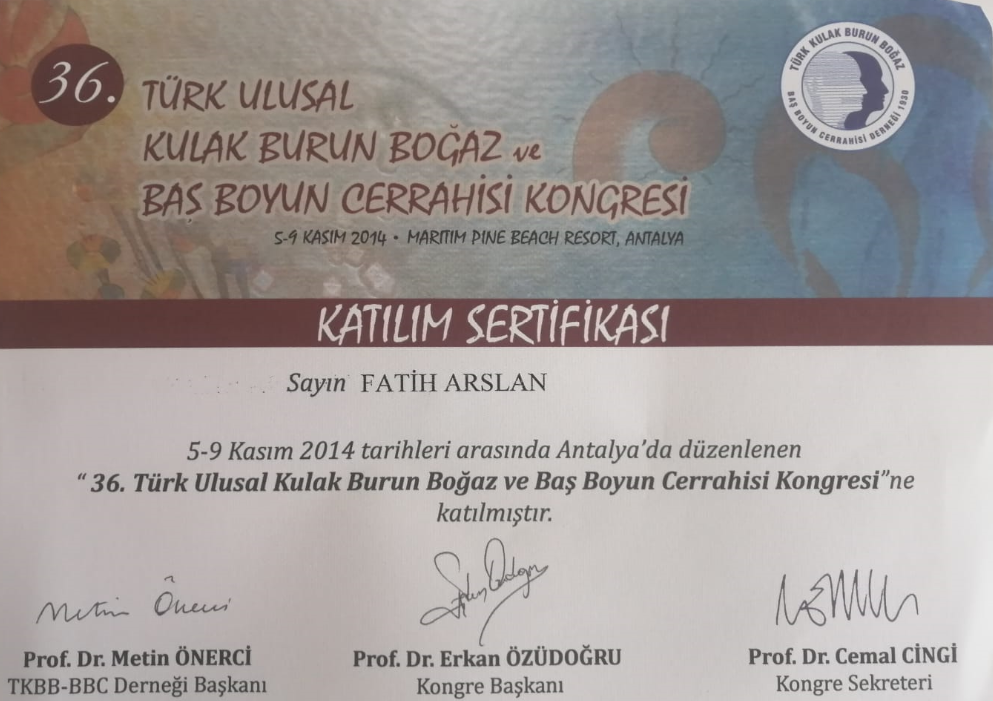 36.
TÜRK ULUSAL
KULAK BURUN BOĞAZ ve
BAŞ BOYUN CERRAHİSİ KONGRESİ
5-9 KASIM 2014 • MARITIM PINE BEACH RESORT, ANTALYA
TÜRK KULAK BURUN BOĞAZ
BAŞ BOYUN CERRAHİSİ DERNEĞİ 1930
KATILIM SERTİFİKASI
Sayın FATİH ARSLAN
5-9 Kasım 2014 tarihleri arasında Antalya'da düzenlenen
“ 36. Türk Ulusal Kulak Burun Boğaz ve Baş Boyun Cerrahisi Kongresi”ne
katılmıştır.
Metin Önerci
Prof. Dr. Metin ÖNERCİ Prof. Dr. Erkan ÖZÜDOĞRU Prof. Dr. Cemal CİNGİ
TKBB-BBC Derneği Başkanı Kongre Başkanı Kongre Sekreteri